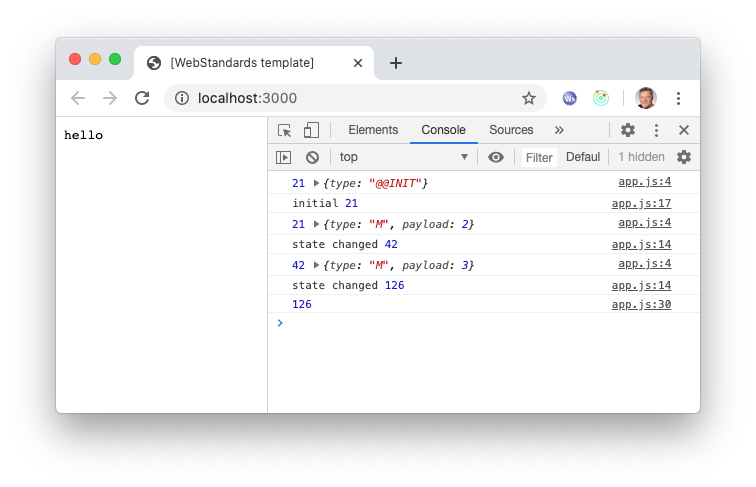 [WebStandards template]
localhost:3000
hello
Elements Console Sources »
top Filter Defaul 1 hidden
21 ▶{type: "@@INIT"} app.js:4
initial 21 app.js:17
21 ▶{type: "M", payload: 2} app.js:4
state changed 42 app.js:14
42 ▶{type: "M", payload: 3} app.js:4
state changed 126 app.js:14
126 app.js:30